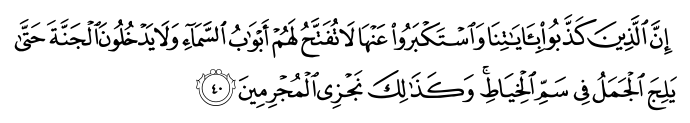 إِنَّ ٱلَّذِينَ كَذَّبُواْ بِـَٔايَٰتِنَا وَٱسْتَكْبَرُواْ عَنْهَا لَا تُفَتَّحُ لَهُمْ أَبْوَٰبُ ٱلسَّمَآءِ وَلَا يَدْخُلُونَ ٱلْجَنَّةَ حَتَّىٰ
يَلِجَ ٱلْجَمَلُ فِى سَمِّ ٱلْخِيَاطِ ۚ وَكَذَٰلِكَ نَجْزِى ٱلْمُجْرِمِينَ ٤٠